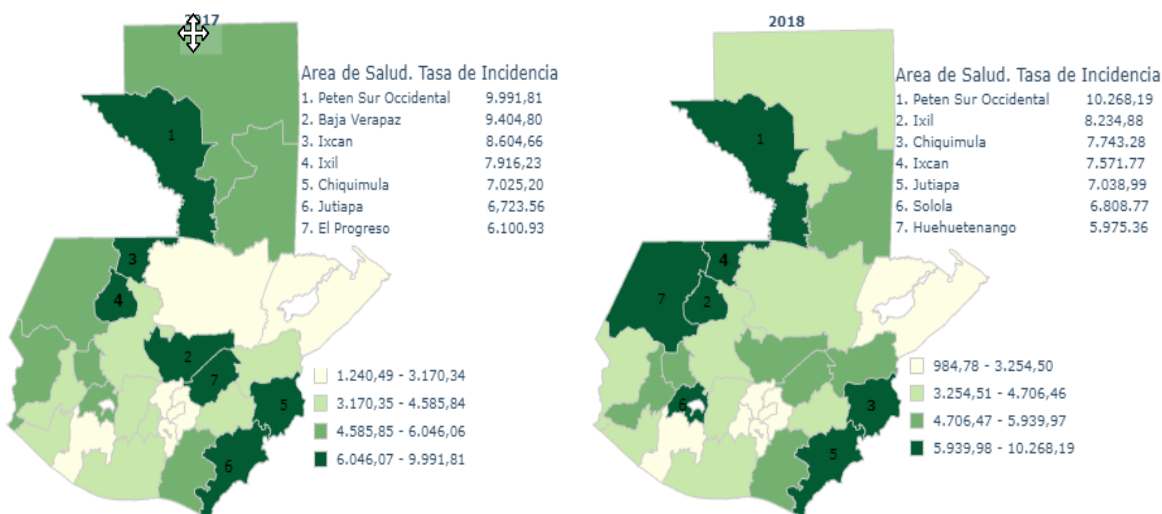 2017
Area de Salud. Tasa de Incidencia
1. Peten Sur Occidental 9.991,81
2. Baja Verapaz 9.404,80
3. Ixcan 8.604,66
4. Ixil 7.916,23
5. Chiquimula 7.025,20
6. Jutiapa 6,723.56
7. El Progreso 6.100.93
1
3
4
2
7
5
6
1.240,49 - 3.170,34
3.170,35 - 4.585,84
4.585,85 - 6.046,06
6.046,07 - 9.991,81
2018
Area de Salud. Tasa de Incidencia
1. Peten Sur Occidental 10.268,19
2. Ixil 8.234,88
3. Chiquimula 7.743.28
4. Ixcan 7.571.77
5. Jutiapa 7.038,99
6. Solola 6.808.77
7. Huehuetenango 5.975.36
1
4
7
2
6
3
5
984,78 - 3.254,50
3.254,51 - 4.706,46
4.706,47 - 5.939,97
5.939,98 - 10.268,19